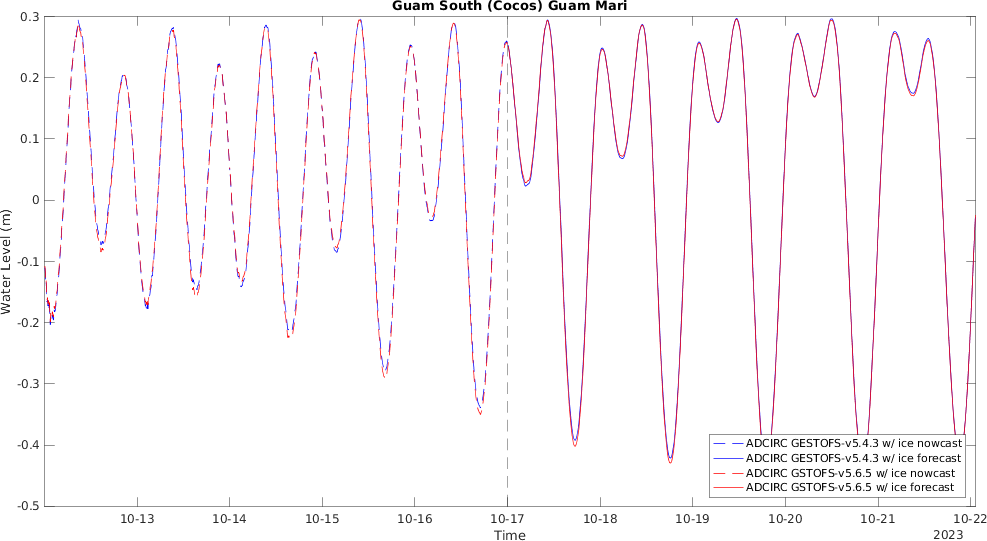 Guam South (Cocos) Guam Mari
Water Level (m)
0.3
0.2
0.1
0
-0.1
-0.2
-0.3
-0.4
-0.5
10-13
10-14
10-15
10-16
10-17
10-18
10-19
10-20
10-21
10-22
Time
2023
ADCIRC GESTOFS-v5.4.3 w/ ice nowcast
ADCIRC GESTOFS-v5.4.3 w/ ice forecast
ADCIRC GSTOFS-v5.6.5 w/ ice nowcast
ADCIRC GSTOFS-v5.6.5 w/ ice forecast